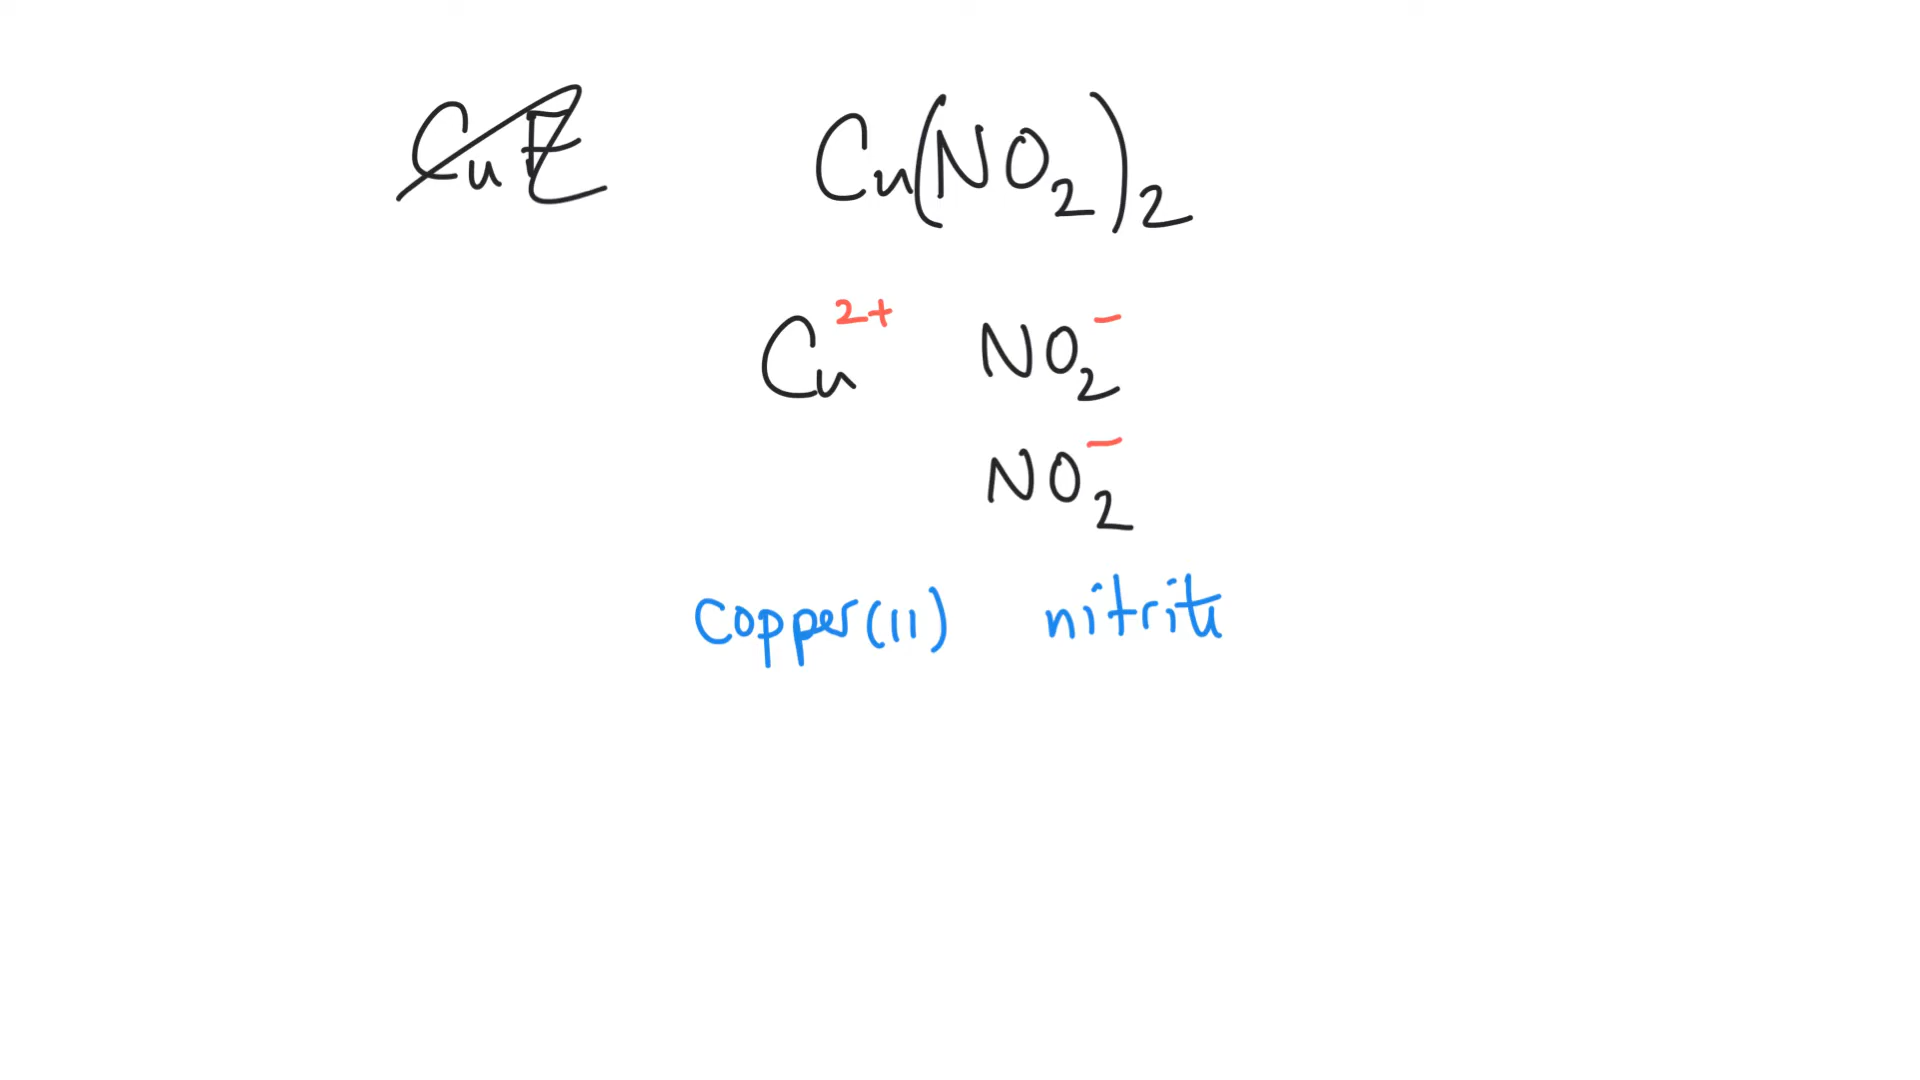 Cu(NO₂)₂
Cu²⁺ NO₂⁻
NO₂⁻
copper(II) nitrite